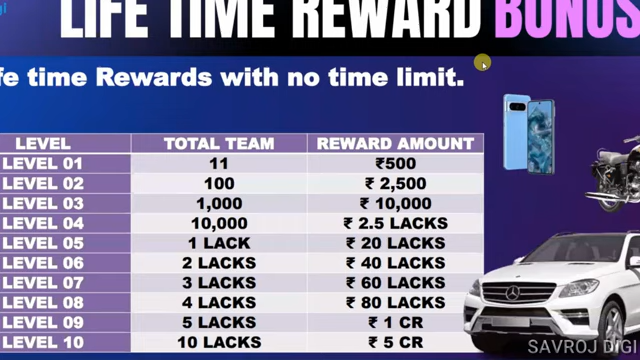 LIFE TIME REWARD BONUS
fe time Rewards with no time limit.
LEVEL TOTAL TEAM REWARD AMOUNT
LEVEL 01 11 ₹500
LEVEL 02 100 ₹ 2,500
LEVEL 03 1,000 ₹ 10,000
LEVEL 04 10,000 ₹ 2.5 LACKS
LEVEL 05 1 LACK ₹ 20 LACKS
LEVEL 06 2 LACKS ₹ 40 LACKS
LEVEL 07 3 LACKS ₹ 60 LACKS
LEVEL 08 4 LACKS ₹ 80 LACKS
LEVEL 09 5 LACKS ₹ 1 CR
LEVEL 10 10 LACKS ₹ 5 CR
SAVROJ DIGI